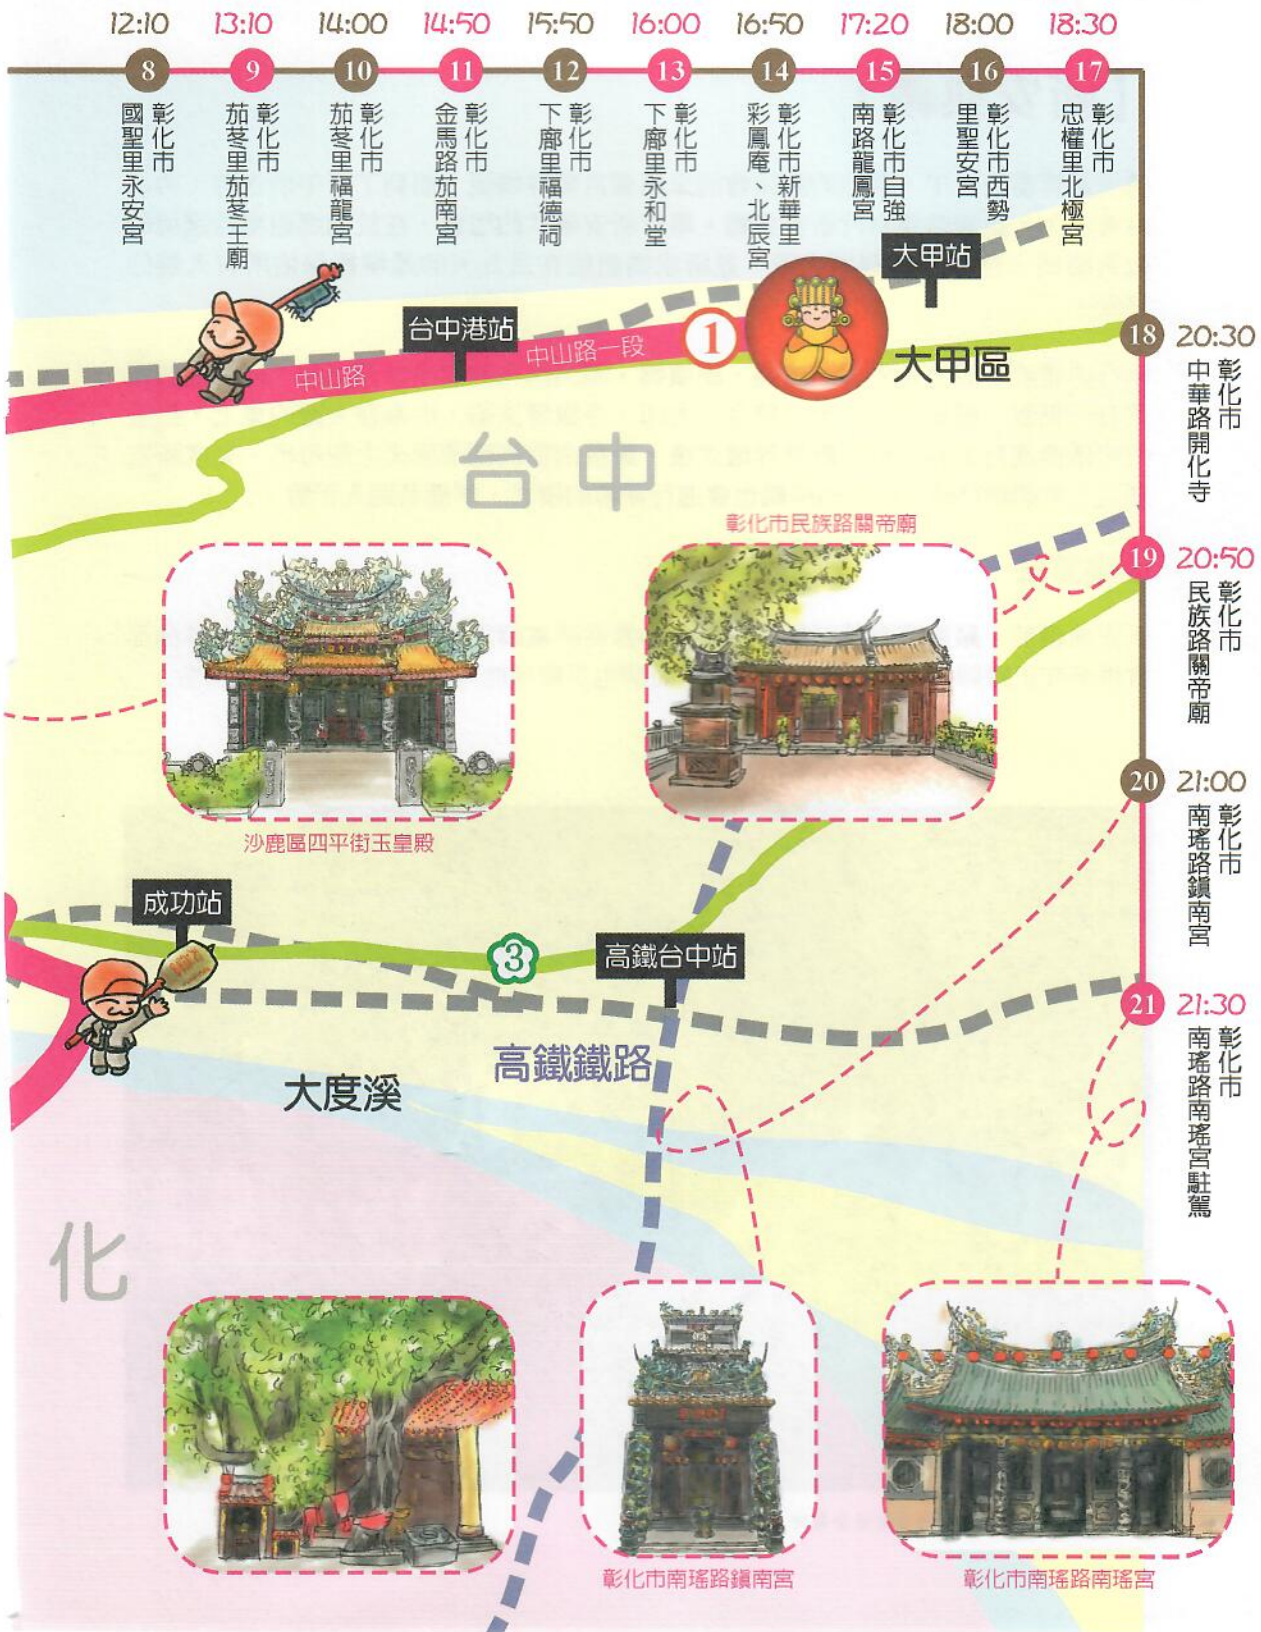 12:10
13:10
14:00
14:50
15:50
16:00
16:50
17:20
18:00
18:30
8
9
10
11
12
13
14
15
16
17
彰化市
國聖里永安宮
彰化市
茄苳里茄苳王廟
彰化市
茄苳里福龍宮
彰化市
金馬路茄南宮
彰化市
下廍里福德祠
彰化市
下廍里永和堂
彰化市新華里
彩鳳庵、北辰宮
彰化市自強
南路龍鳳宮
彰化市西勢
里聖安宮
彰化市
忠權里北極宮
大甲站
台中港站
中山路一段
1
中山路
大甲區
18
20:30
彰化市
中華路開化寺
台中
彰化市民族路關帝廟
19
20:50
彰化市
民族路關帝廟
沙鹿區四平街玉皇殿
20
21:00
彰化市
南瑤路鎮南宮
成功站
3
高鐵台中站
21
21:30
彰化市
南瑤路南瑤宮駐駕
高鐵鐵路
大度溪
化
彰化市南瑤路鎮南宮
彰化市南瑤路南瑤宮